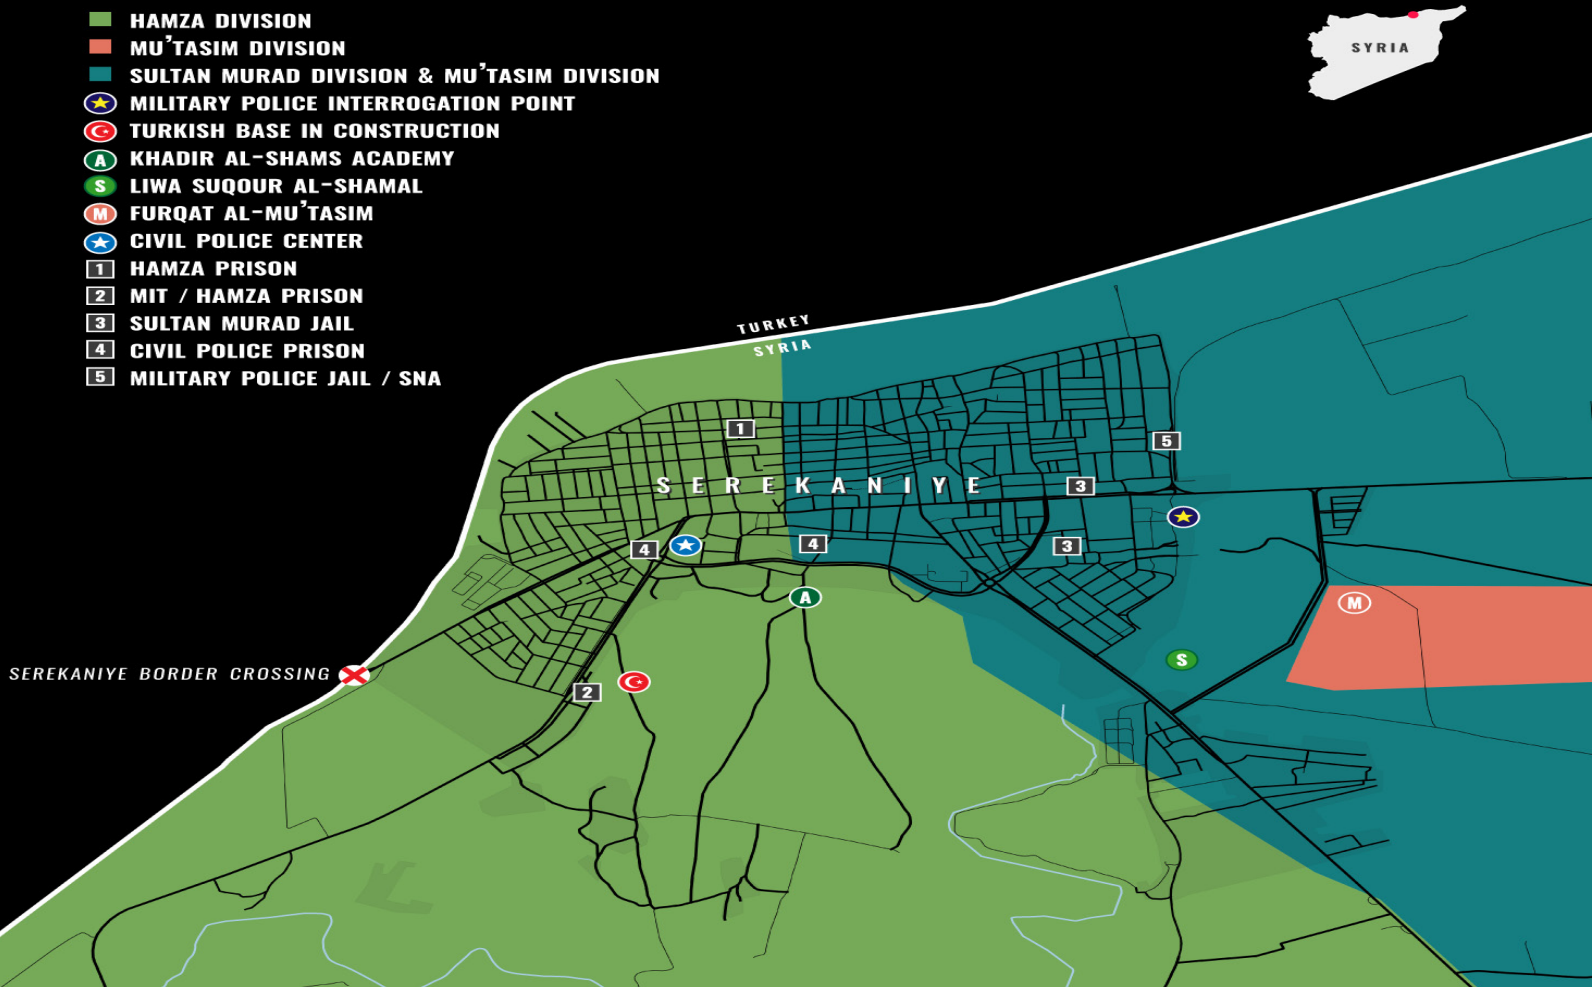 HAMZA DIVISION
MU'TASIM DIVISION
SULTAN MURAD DIVISION & MU'TASIM DIVISION
MILITARY POLICE INTERROGATION POINT
TURKISH BASE IN CONSTRUCTION
A KHADIR AL-SHAMS ACADEMY
S LIWA SUQOUR AL-SHAMAL
M FURQAT AL-MU'TASIM
CIVIL POLICE CENTER
1 HAMZA PRISON
2 MIT / HAMZA PRISON
3 SULTAN MURAD JAIL
4 CIVIL POLICE PRISON
5 MILITARY POLICE JAIL / SNA
SYRIA
TURKEY
SYRIA
1
5
SEREKANIYE
3
4
4
3
A
M
S
SEREKANIYE BORDER CROSSING
2